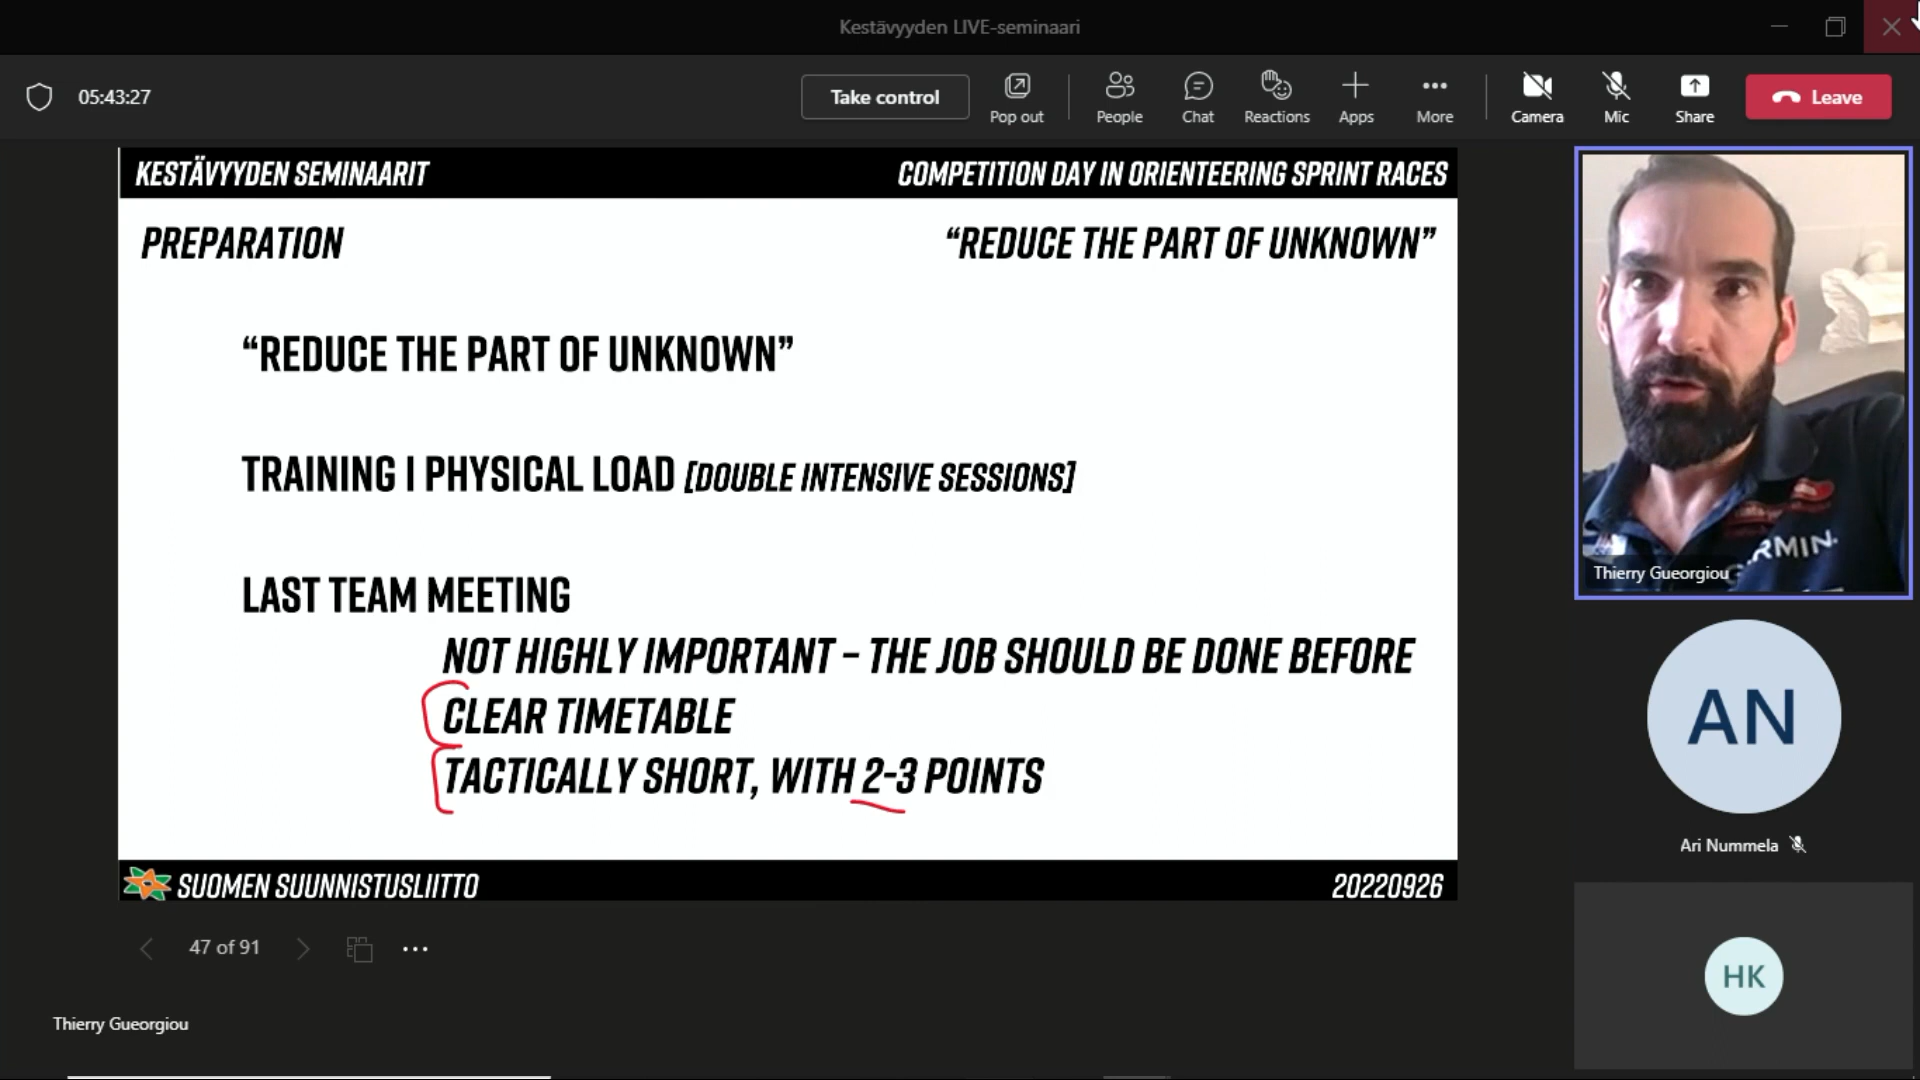 Kestävyyden LIVE-seminaari
05:43:27
Take control
Pop out
People
Chat
Reactions
Apps
More
Camera
Mic
Share
Leave
KESTÄVYYDEN SEMINAARIT
COMPETITION DAY IN ORIENTEERING SPRINT RACES
PREPARATION
“REDUCE THE PART OF UNKNOWN”
“REDUCE THE PART OF UNKNOWN”
TRAINING I PHYSICAL LOAD [DOUBLE INTENSIVE SESSIONS]
LAST TEAM MEETING
NOT HIGHLY IMPORTANT – THE JOB SHOULD BE DONE BEFORE
CLEAR TIMETABLE
TACTICALLY SHORT, WITH 2-3 POINTS
SUOMEN SUUNNISTUSLIITTO
20220926
47 of 91
Thierry Gueorgiou
RMIN
Thierry Gueorgiou
AN
Ari Nummela
HK